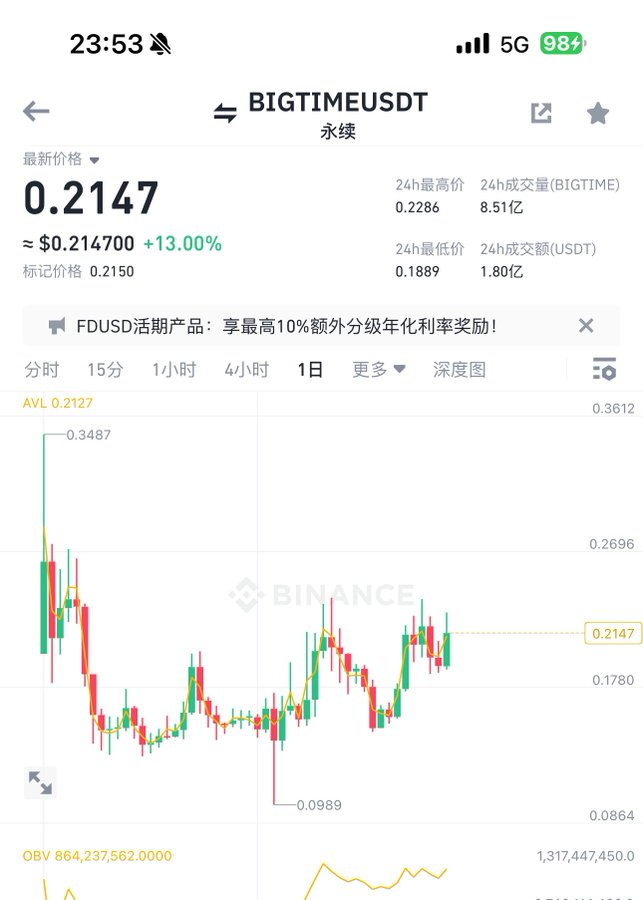 23:53
5G 98
BIGTIMEUSDT
永续
最新价格
0.2147
≈ $0.214700 +13.00%
标记价格 0.2150
24h最高价
0.2286
24h成交量(BIGTIME)
8.51亿
24h最低价
0.1889
24h成交额(USDT)
1.80亿
FDUSD活期产品：享最高10%额外分级年化利率奖励！
分时 15分 1小时 4小时 1日 更多 深度图
AVL 0.2127
0.3612
0.3487
0.2696
BINANCE
0.2147
0.1780
0.0989
0.0864
OBV 864,237,562.0000
1,317,447,450.0